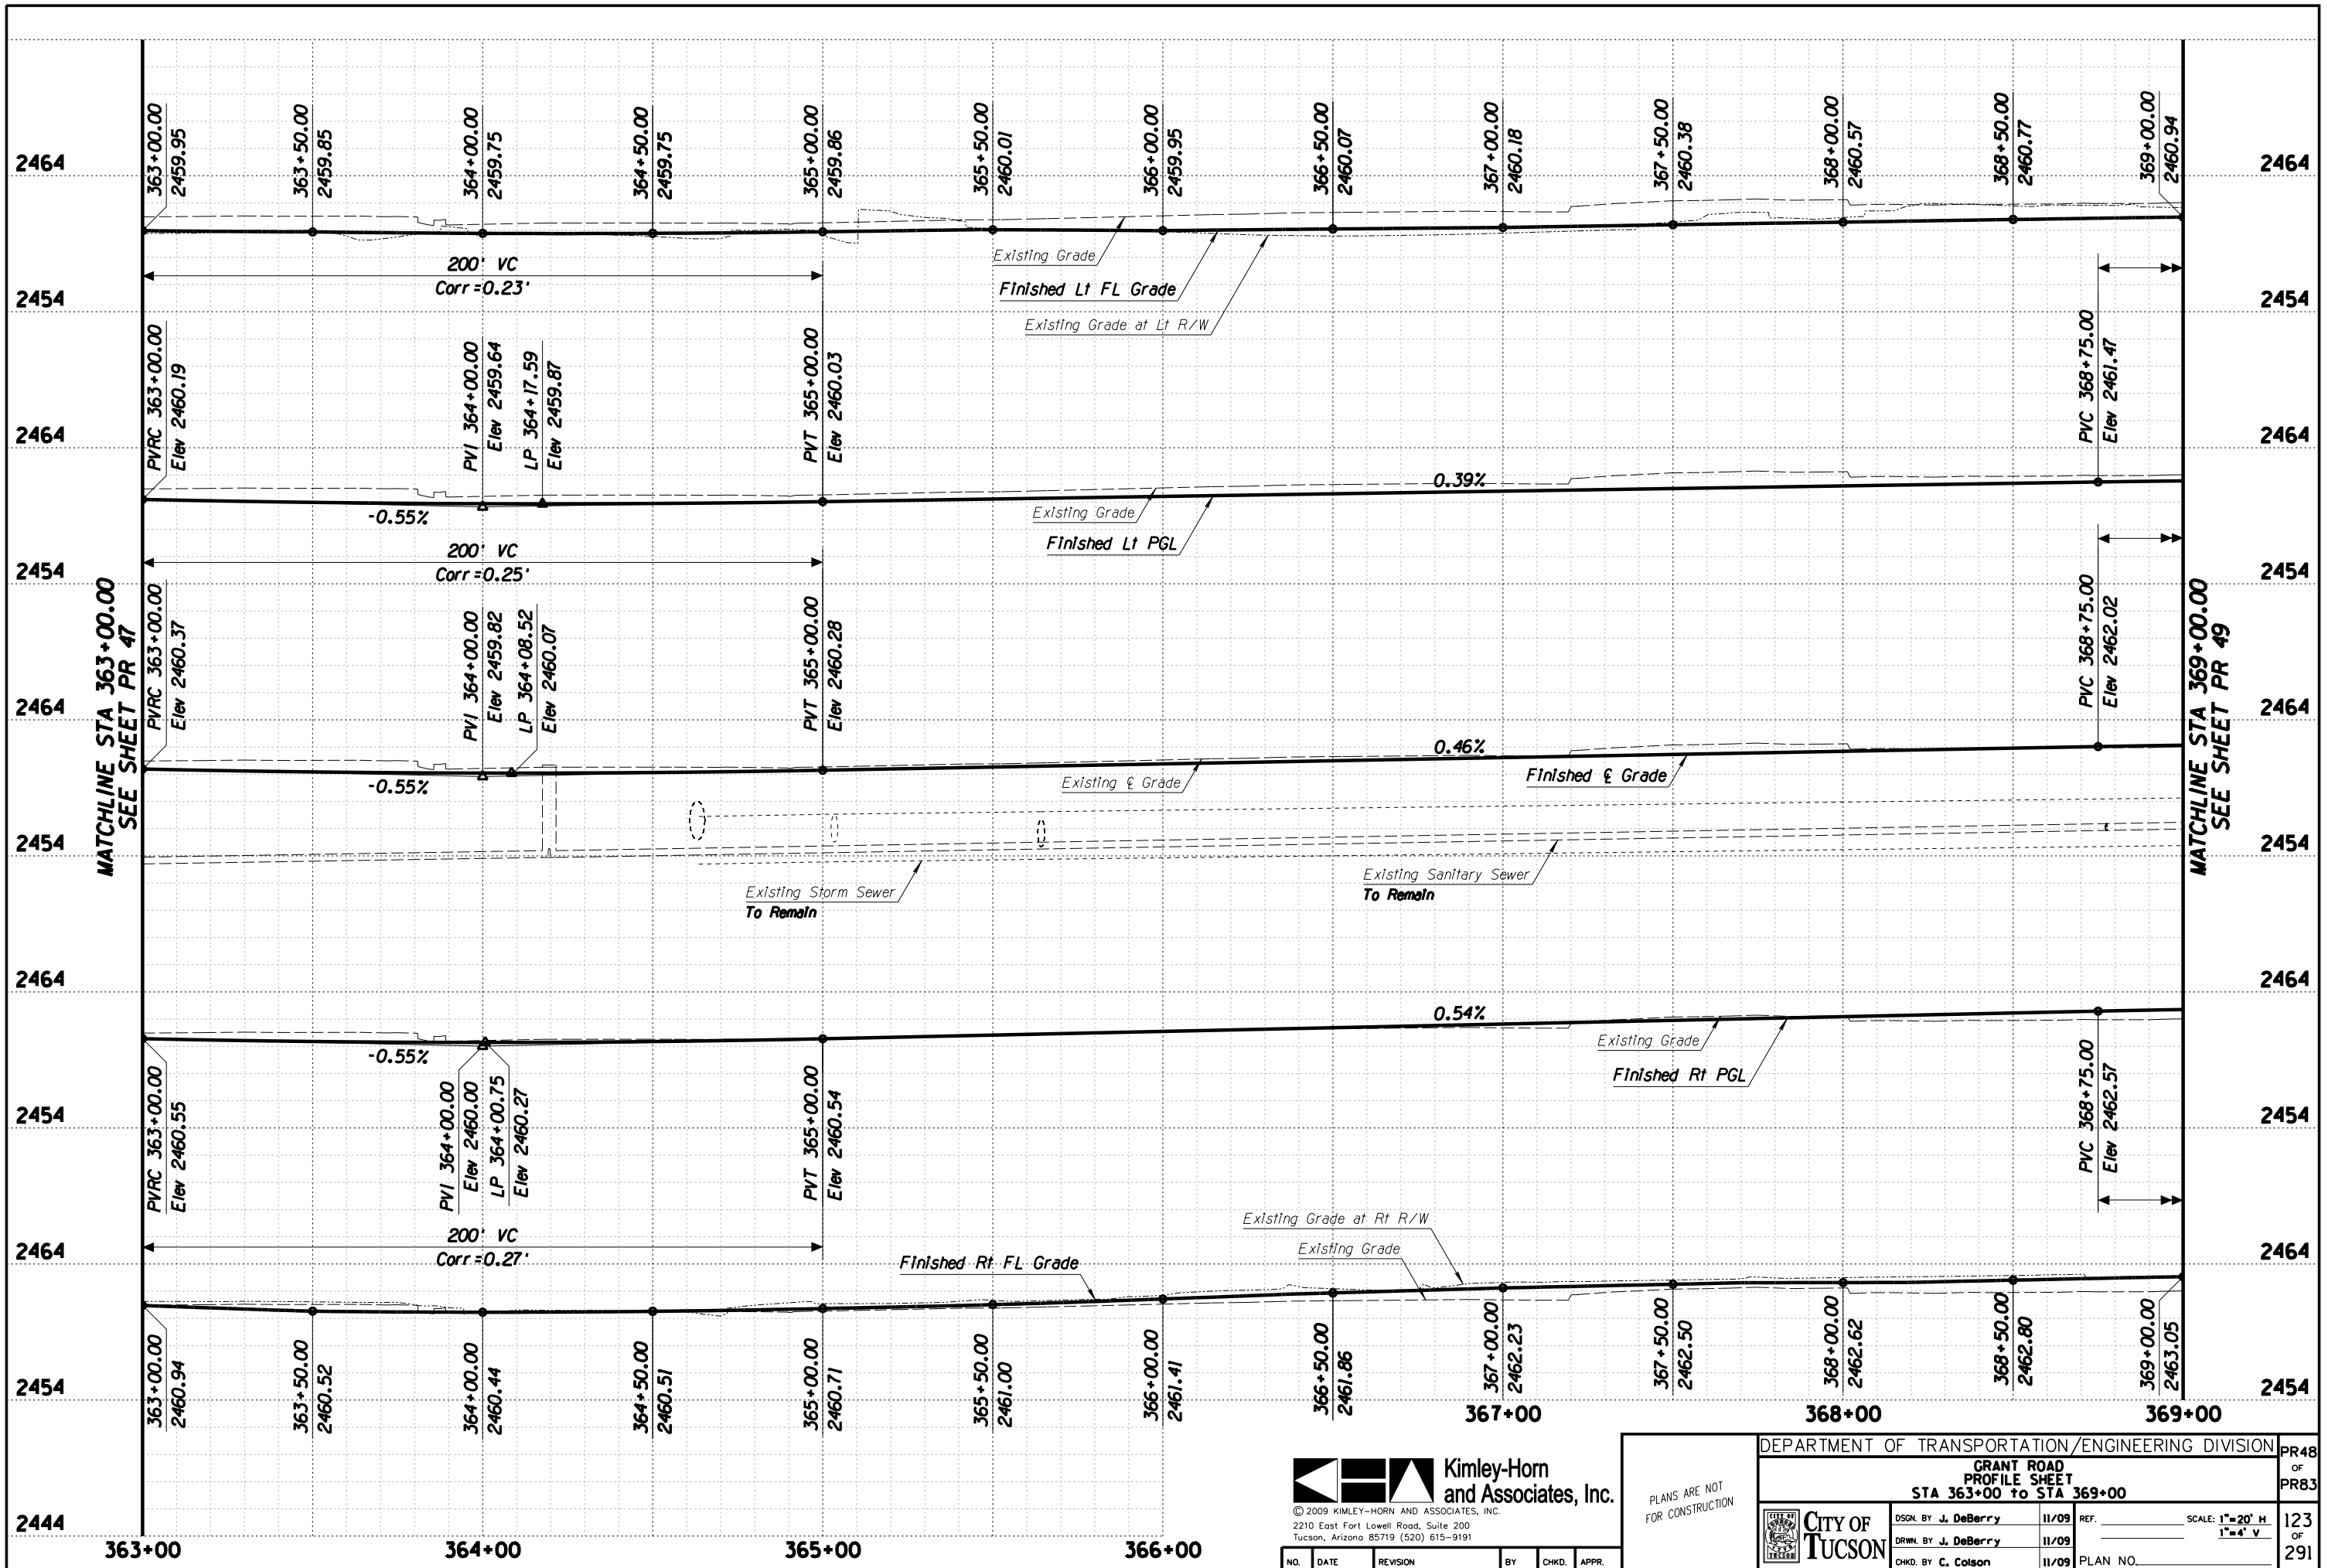 363+00.00
2459.95
363+50.00
2459.85
364+00.00
2459.75
364+50.00
2459.75
365+00.00
2459.86
365+50.00
2460.01
366+00.00
2459.95
366+50.00
2460.07
367+00.00
2460.18
367+50.00
2460.38
368+00.00
2460.57
368+50.00
2460.77
369+00.00
2460.94
2464
2464
200' VC
Corr=0.23'
Existing Grade
Finished Lt FL Grade
Existing Grade at Lt R/W
2454
2454
PVRC 363+00.00
Elev 2460.19
PVI 364+00.00
Elev 2459.64
LP 364+17.59
Elev 2459.87
PVT 365+00.00
Elev 2460.03
PVC 368+75.00
Elev 2461.47
2464
2464
-0.55%
0.39%
Existing Grade
Finished Lt PGL
200' VC
Corr=0.25'
2454
2454
MATCHLINE STA 363+00.00
SEE SHEET PR 47
PVRC 363+00.00
Elev 2460.37
PVI 364+00.00
Elev 2459.82
LP 364+08.52
Elev 2460.07
PVT 365+00.00
Elev 2460.28
PVC 368+75.00
Elev 2462.02
MATCHLINE STA 369+00.00
SEE SHEET PR 49
2464
2464
-0.55%
0.46%
Existing ℄ Grade
Finished ℄ Grade
2454
2454
Existing Storm Sewer
To Remain
Existing Sanitary Sewer
To Remain
2464
2464
-0.55%
0.54%
Existing Grade
Finished Rt PGL
PVRC 363+00.00
Elev 2460.55
PVI 364+00.00
Elev 2460.00
LP 364+00.75
Elev 2460.27
PVT 365+00.00
Elev 2460.54
PVC 368+75.00
Elev 2462.57
2454
2454
200' VC
Corr=0.27'
Existing Grade at Rt R/W
Existing Grade
Finished Rt FL Grade
2464
2464
363+00.00
2460.94
363+50.00
2460.52
364+00.00
2460.44
364+50.00
2460.51
365+00.00
2460.71
365+50.00
2461.00
366+00.00
2461.41
366+50.00
2461.86
367+00.00
2462.23
367+50.00
2462.50
368+00.00
2462.62
368+50.00
2462.80
369+00.00
2463.05
2454
2454
367+00
368+00
369+00
2444
363+00
364+00
365+00
366+00
Kimley-Horn
and Associates, Inc.
© 2009 KIMLEY-HORN AND ASSOCIATES, INC.
2210 East Fort Lowell Road, Suite 200
Tucson, Arizona 85719 (520) 615-9191
NO. DATE REVISION BY CHKD. APPR.
PLANS ARE NOT
FOR CONSTRUCTION
DEPARTMENT OF TRANSPORTATION/ENGINEERING DIVISION
GRANT ROAD
PROFILE SHEET
STA 363+00 to STA 369+00
PR48
OF
PR83
CITY OF
TUCSON
CITY OF
TUCSON
DSGN. BY J. DeBerry 11/09
DRWN. BY J. DeBerry 11/09
CHKD. BY C. Colson 11/09
REF.
SCALE: 1"=20' H
1"=4' V
PLAN NO.
123
OF
291